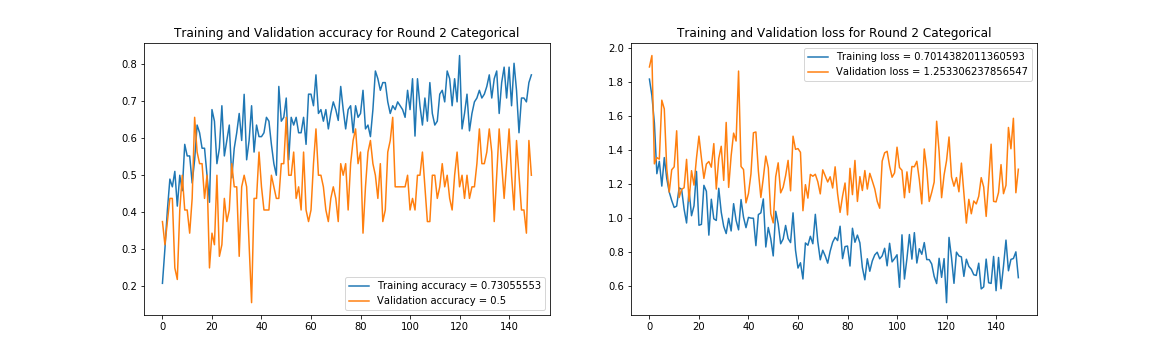 Training and Validation accuracy for Round 2 Categorical
0.8
0.7
0.6
0.5
0.4
0.3
0.2
0 20 40 60 80 100 120 140
Training accuracy = 0.73055553
Validation accuracy = 0.5
Training and Validation loss for Round 2 Categorical
2.0
1.8
1.6
1.4
1.2
1.0
0.8
0.6
0 20 40 60 80 100 120 140
Training loss = 0.7014382011360593
Validation loss = 1.253306237856547